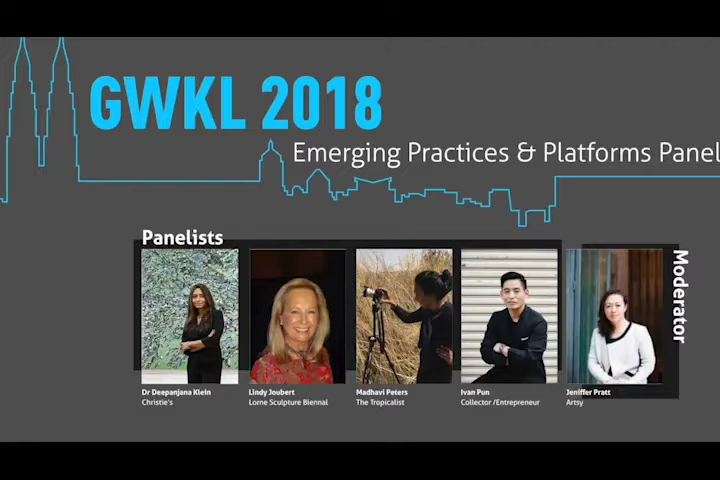 GWKL 2018
Emerging Practices & Platforms Panel
Panelists
Moderator
Dr Deepanjana Klein
Christie's
Lindy Joubert
Lorne Sculpture Biennal
Madhavi Peters
The Tropicalist
Ivan Pun
Collector /Entrepreneur
Jeniffer Pratt
Artsy